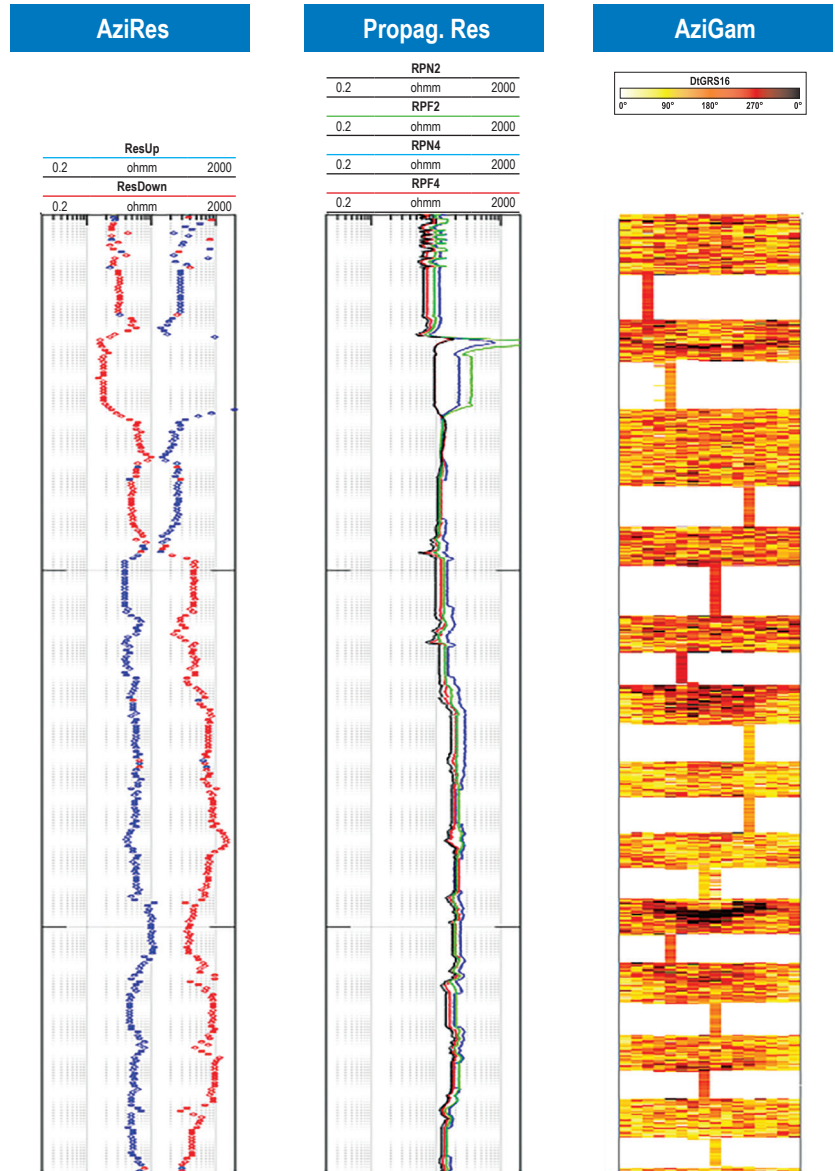 AziRes
Propag. Res
AziGam
RPN2
0.2 ohmm 2000
RPF2
0.2 ohmm 2000
RPN4
0.2 ohmm 2000
RPF4
0.2 ohmm 2000
ResUp
0.2 ohmm 2000
ResDown
0.2 ohmm 2000
DtGRS16
0° 90° 180° 270° 0°